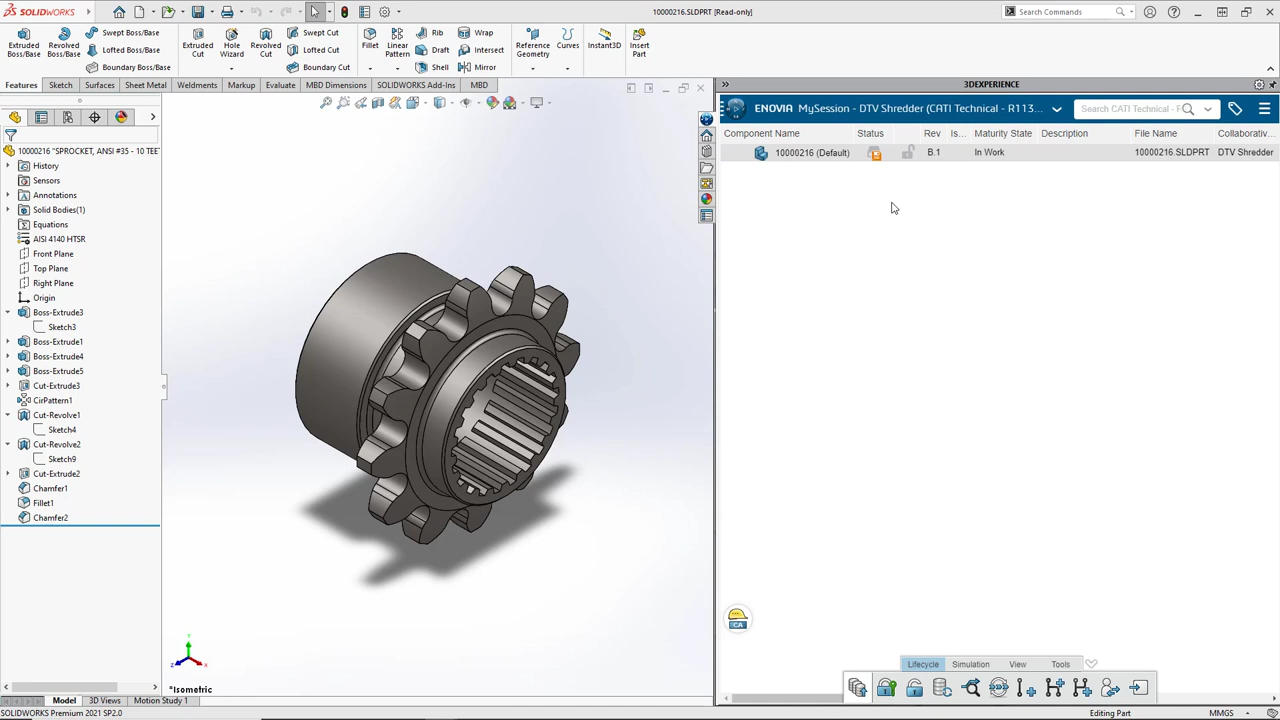 SOLIDWORKS
10000216.SLDPRT [Read-only]
Search Commands
Extruded Boss/Base
Revolved Boss/Base
Swept Boss/Base
Lofted Boss/Base
Boundary Boss/Base
Extruded Cut
Hole Wizard
Revolved Cut
Swept Cut
Lofted Cut
Boundary Cut
Fillet
Linear Pattern
Rib
Draft
Shell
Wrap
Intersect
Mirror
Reference Geometry
Curves
Instant3D
Insert Part
Features Sketch Surfaces Sheet Metal Weldments Markup Evaluate MBD Dimensions SOLIDWORKS Add-Ins MBD
3DEXPERIENCE
ENOVIA MySession - DTV Shredder (CATI Technical - R113...
Search CATI Technical - F
Component Name Status Rev Is... Maturity State Description File Name Collaborativ...
10000216 (Default) B.1 In Work 10000216.SLDPRT DTV Shredder
10000216 "SPROCKET, ANSI #35 - 10 TEE
History
Sensors
Annotations
Solid Bodies(1)
Equations
AISI 4140 HTSR
Front Plane
Top Plane
Right Plane
Origin
Boss-Extrude3
Sketch3
Boss-Extrude1
Boss-Extrude4
Boss-Extrude5
Cut-Extrude3
CirPattern1
Cut-Revolve1
Sketch4
Cut-Revolve2
Sketch9
Cut-Extrude2
Chamfer1
Fillet1
Chamfer2
CA
Y
Z
X
*Isometric
Lifecycle Simulation View Tools
Model 3D Views Motion Study 1
SOLIDWORKS Premium 2021 SP2.0
Editing Part MMGS